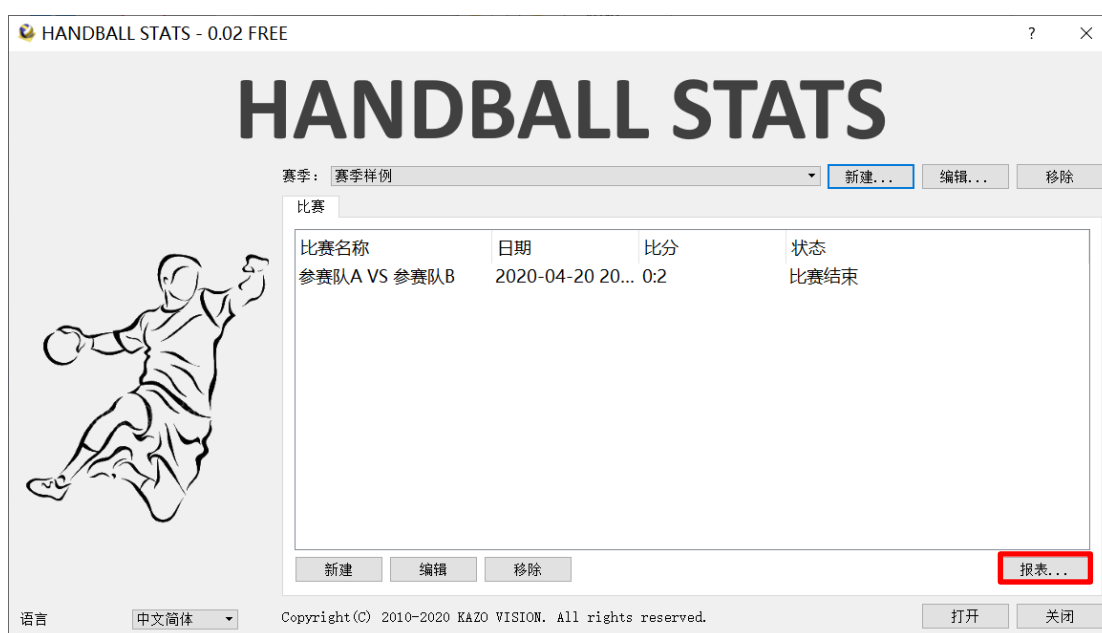 HANDBALL STATS - 0.02 FREE ?
HANDBALL STATS
赛季： 赛季样例 新建... 编辑... 移除
比赛
比赛名称 日期 比分 状态
参赛队A VS 参赛队B 2020-04-20 20... 0:2 比赛结束
新建 编辑 移除 报表...
语言 中文简体 Copyright(C) 2010-2020 KAZO VISION. All rights reserved. 打开 关闭